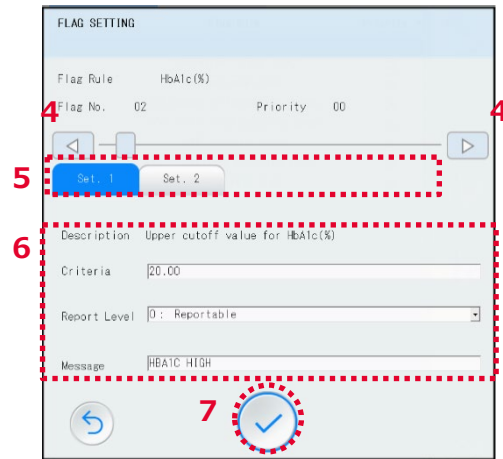 FLAG SETTING
Flag Rule HbA1c(%)
4 Flag No. 02 Priority 00 4
5 Set. 1 Set. 2
6 Description Upper cutoff value for HbA1c(%)
Criteria 20.00
Report Level 0: Reportable
Message HBA1C HIGH
7